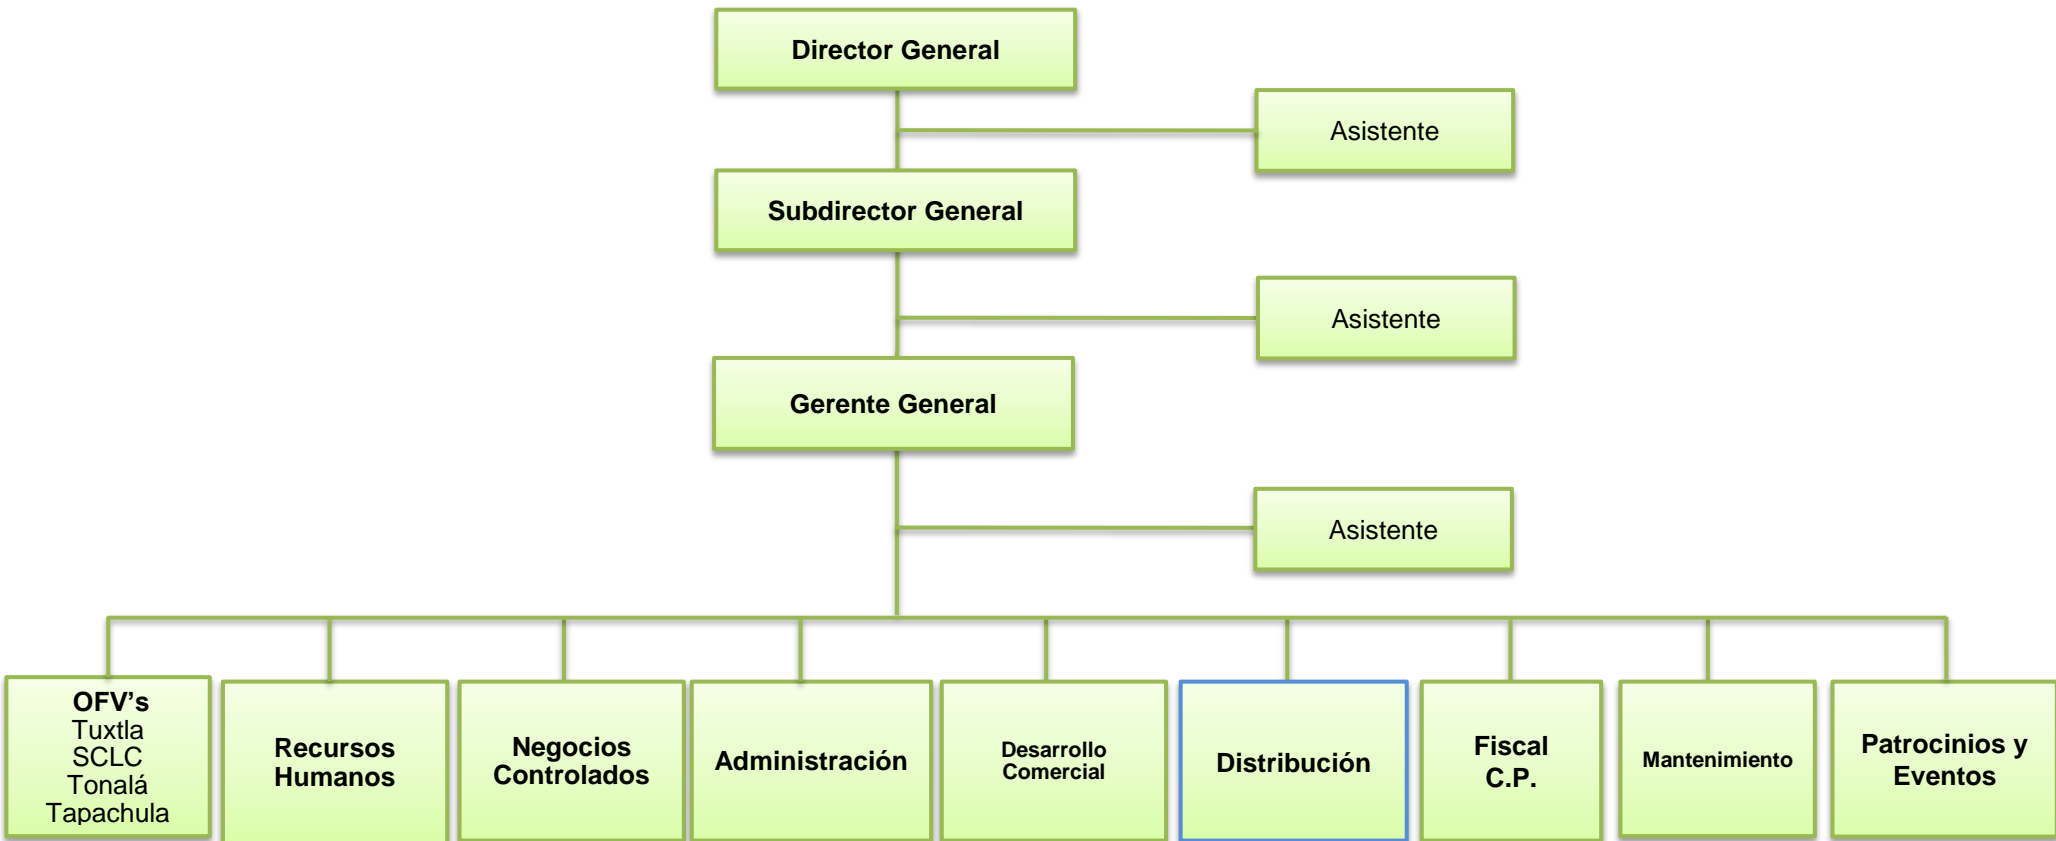 Director General
Asistente
Subdirector General
Asistente
Gerente General
Asistente
OFV’s
Tuxtla
SCLC
Tonalá
Tapachula
Recursos
Humanos
Negocios
Controlados
Administración
Desarrollo
Comercial
Distribución
Fiscal
C.P.
Mantenimiento
Patrocinios y
Eventos